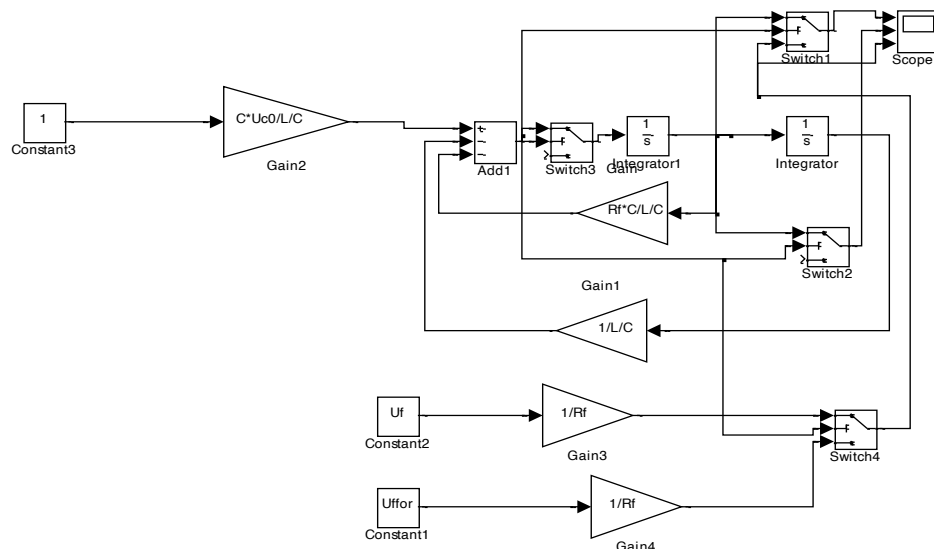 Switch1
Scope
1
Constant3
C*Uc0/L/C
Gain2
+
−
−
Add1
Switch3
1
s
Integrator1
Gain
1
s
Integrator
Rf*C/L/C
Switch2
Gain1
1/L/C
Uf
Constant2
1/Rf
Gain3
Switch4
Uffor
Constant1
1/Rf
Gain4